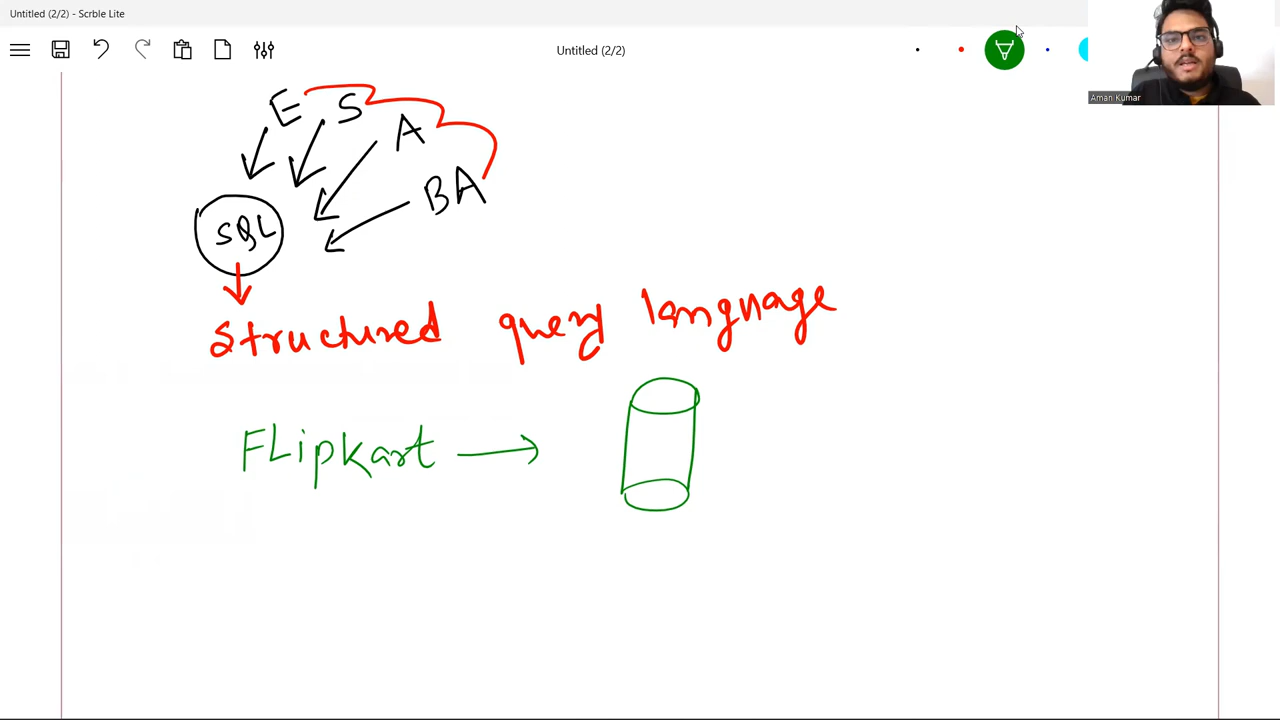 Untitled (2/2) - Scrble Lite
Untitled (2/2)
Aman Kumar
E S
A
BA
SQL
Structured query language
FLipkart